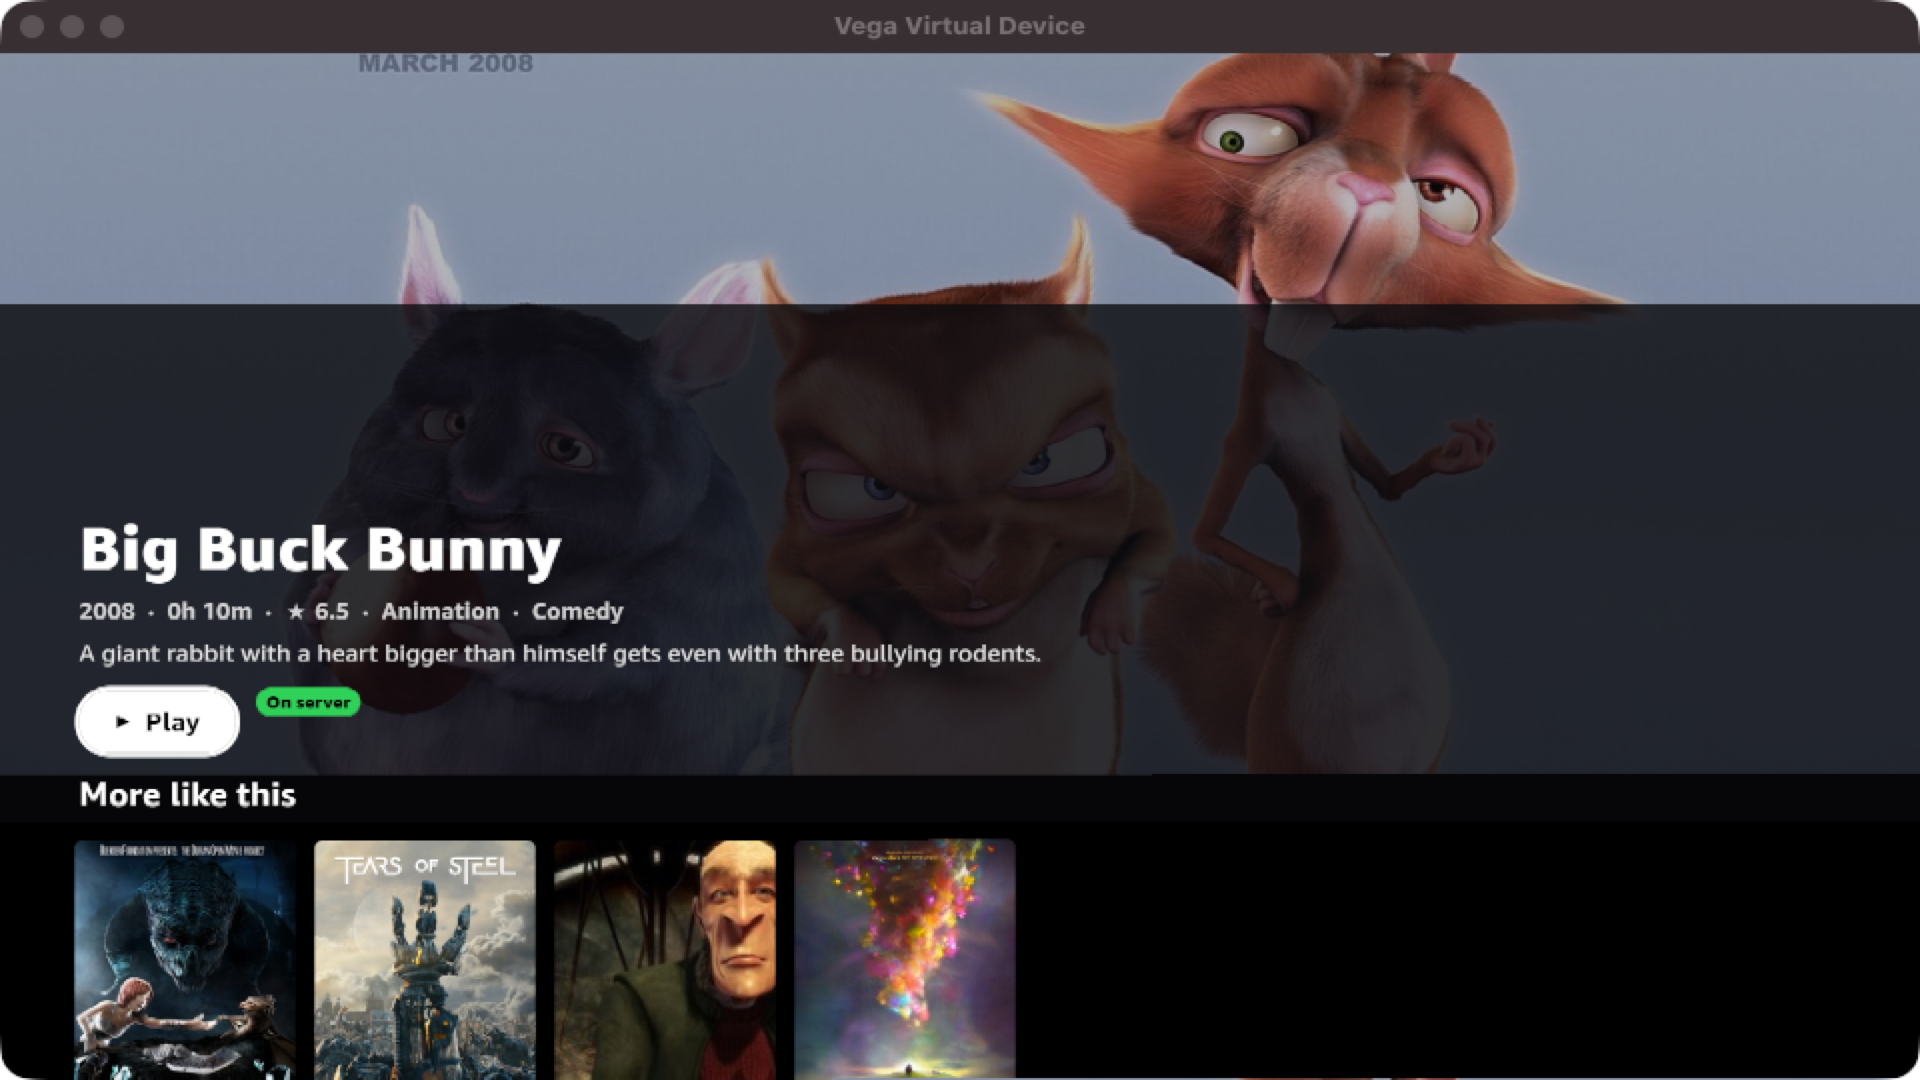 Vega Virtual Device
MARCH 2008
Big Buck Bunny
2008 · 0h 10m · ★ 6.5 · Animation · Comedy
A giant rabbit with a heart bigger than himself gets even with three bullying rodents.
▶ Play
On server
More like this
TEARS OF STEEL